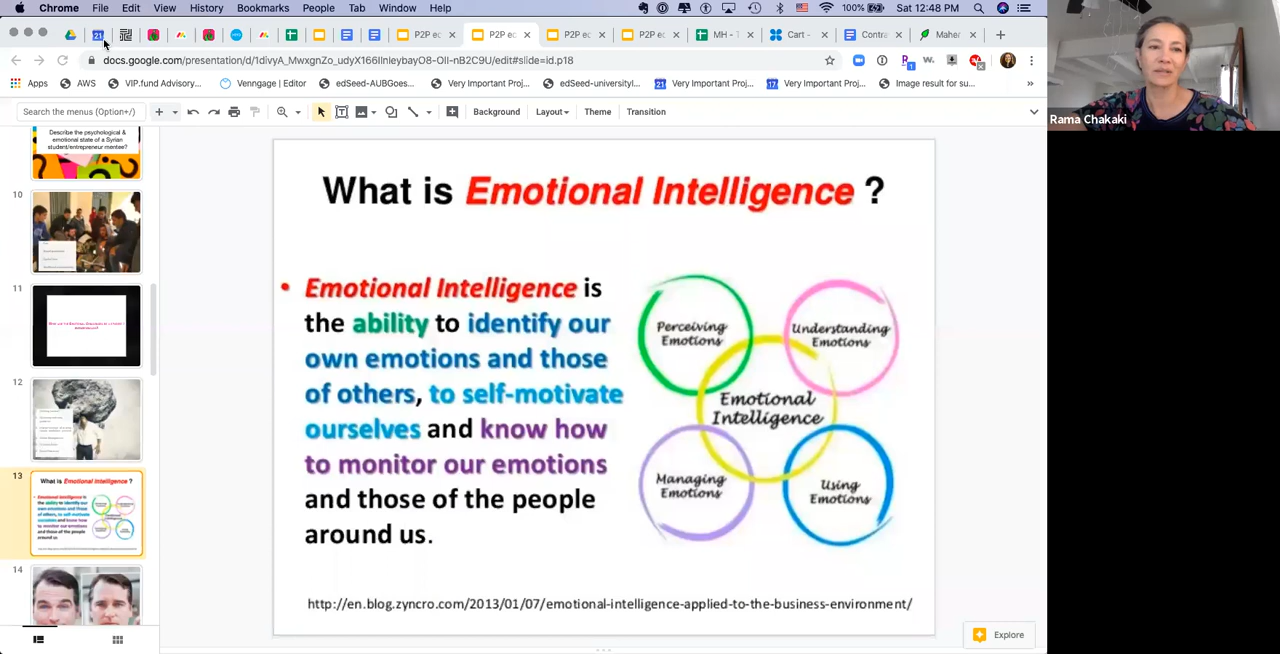 Chrome File Edit View History Bookmarks People Tab Window Help 100% Sat 12:48 PM
21 P2P ec × P2P ec × P2P ec × P2P ec × MH - T × Cart - × Contra × Maher ×
docs.google.com/presentation/d/1divyA_MwxgnZo_udyX166IlnleybayO8-OlI-nB2C9U/edit#slide=id.p18
Apps AWS VIP.fund Advisory... Venngage | Editor edSeed-AUBGoes... Very Important Proj... edSeed-universityI... 21 Very Important Proj... 17 Very Important Proj... Image result for su... »
Search the menus (Option+/) Background Layout Theme Transition
Rama Chakaki
Describe the psychological &
emotional state of a Syrian
student/entrepreneur mentee?
10
11
12
13
14
What is Emotional Intelligence ?
• Emotional Intelligence is
the ability to identify our
own emotions and those
of others, to self-motivate
ourselves and know how
to monitor our emotions
and those of the people
around us.
Perceiving
Emotions
Understanding
Emotions
Emotional
Intelligence
Managing
Emotions
Using
Emotions
http://en.blog.zyncro.com/2013/01/07/emotional-intelligence-applied-to-the-business-environment/
Explore